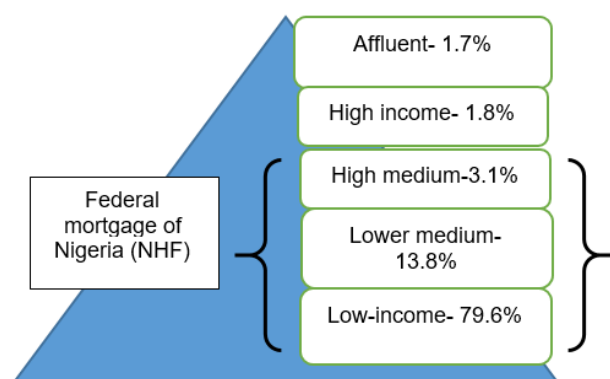 Affluent- 1.7%
High income- 1.8%
High medium-3.1%
Federal
mortgage of
Nigeria (NHF)
Lower medium-
13.8%
Low-income- 79.6%